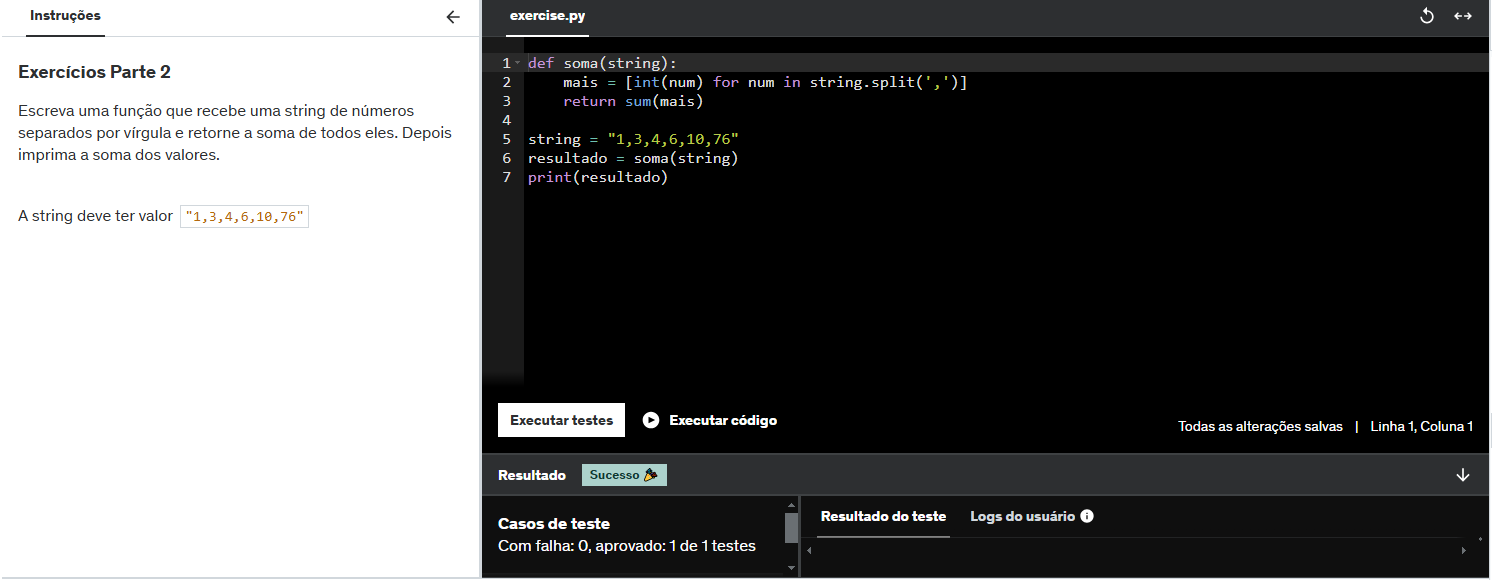 Instruções
Exercícios Parte 2
Escreva uma função que recebe uma string de números
separados por vírgula e retorne a soma de todos eles. Depois
imprima a soma dos valores.
A string deve ter valor "1,3,4,6,10,76"
exercise.py
1 def soma(string):
2     mais = [int(num) for num in string.split(',')]
3     return sum(mais)
4
5 string = "1,3,4,6,10,76"
6 resultado = soma(string)
7 print(resultado)
Executar testes
Executar código
Todas as alterações salvas | Linha 1, Coluna 1
Resultado
Sucesso
Casos de teste
Com falha: 0, aprovado: 1 de 1 testes
Resultado do teste
Logs do usuário